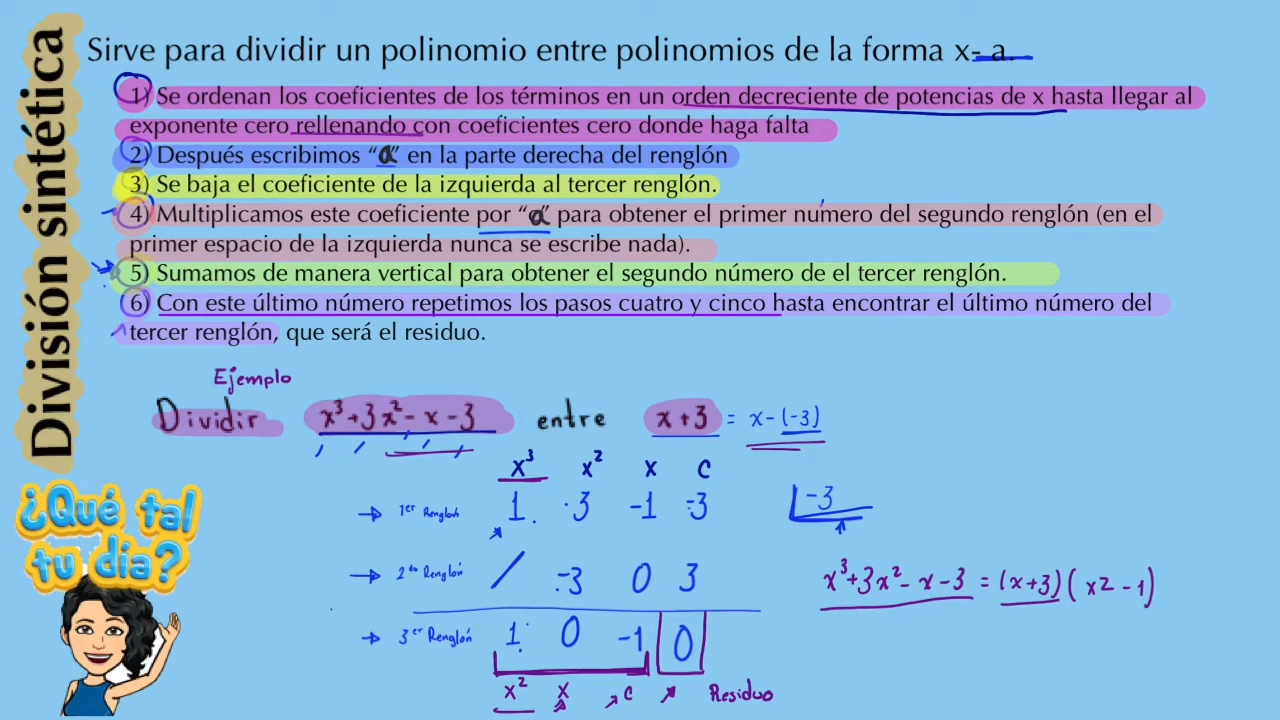 División sintética
Sirve para dividir un polinomio entre polinomios de la forma x- a.
1) Se ordenan los coeficientes de los términos en un orden decreciente de potencias de x hasta llegar al
exponente cero rellenando con coeficientes cero donde haga falta
2) Después escribimos “a” en la parte derecha del renglón
3) Se baja el coeficiente de la izquierda al tercer renglón.
4) Multiplicamos este coeficiente por “a” para obtener el primer numero del segundo renglón (en el
primer espacio de la izquierda nunca se escribe nada).
5) Sumamos de manera vertical para obtener el segundo número de el tercer renglón.
6) Con este último número repetimos los pasos cuatro y cinco hasta encontrar el último número del
tercer renglón, que será el residuo.
Ejemplo
Dividir x³+3x²-x-3 entre x+3 = x-(-3)
x³ x² x C
1er Renglón 1 3 -1 -3 |-3
2do Renglón / -3 0 3
x³+3x²-x-3 = (x+3)(x2-1)
3er Renglón 1 0 -1 0
x² x C Residuo
¿Qué tal
tu día?